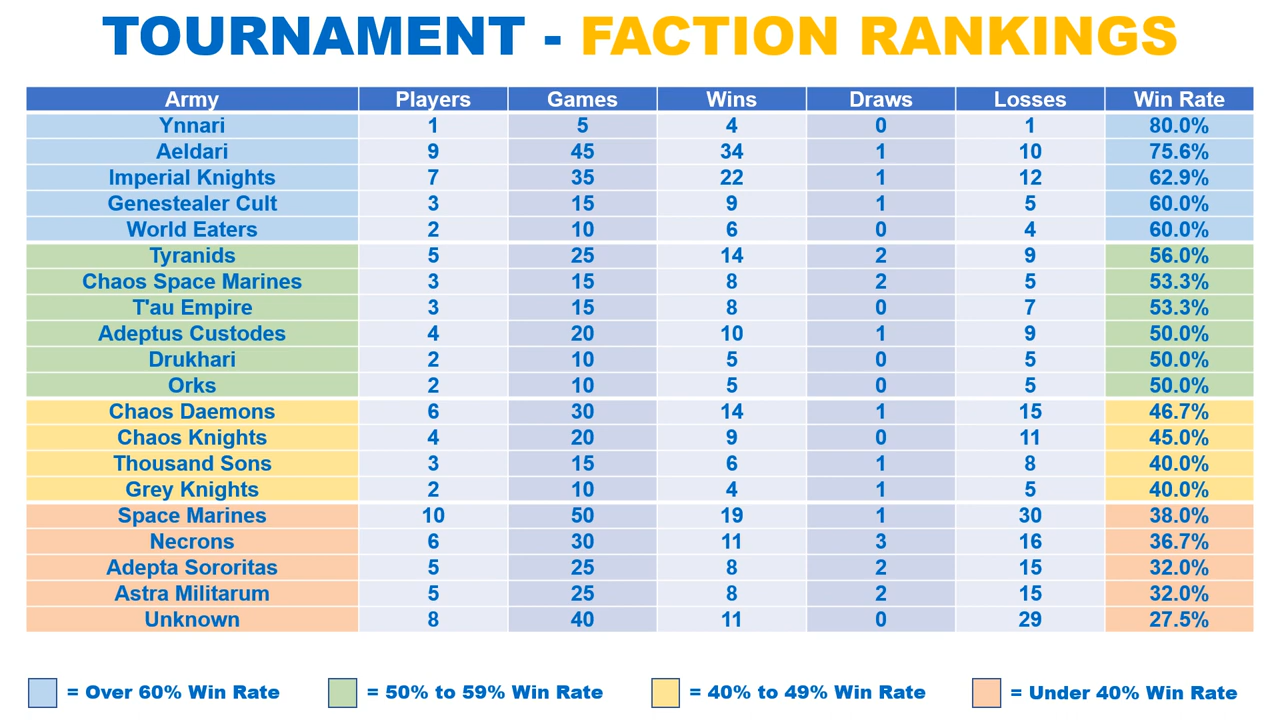 TOURNAMENT - FACTION RANKINGS
Army Players Games Wins Draws Losses Win Rate
Ynnari 1 5 4 0 1 80.0%
Aeldari 9 45 34 1 10 75.6%
Imperial Knights 7 35 22 1 12 62.9%
Genestealer Cult 3 15 9 1 5 60.0%
World Eaters 2 10 6 0 4 60.0%
Tyranids 5 25 14 2 9 56.0%
Chaos Space Marines 3 15 8 2 5 53.3%
T'au Empire 3 15 8 0 7 53.3%
Adeptus Custodes 4 20 10 1 9 50.0%
Drukhari 2 10 5 0 5 50.0%
Orks 2 10 5 0 5 50.0%
Chaos Daemons 6 30 14 1 15 46.7%
Chaos Knights 4 20 9 0 11 45.0%
Thousand Sons 3 15 6 1 8 40.0%
Grey Knights 2 10 4 1 5 40.0%
Space Marines 10 50 19 1 30 38.0%
Necrons 6 30 11 3 16 36.7%
Adepta Sororitas 5 25 8 2 15 32.0%
Astra Militarum 5 25 8 2 15 32.0%
Unknown 8 40 11 0 29 27.5%
= Over 60% Win Rate = 50% to 59% Win Rate = 40% to 49% Win Rate = Under 40% Win Rate